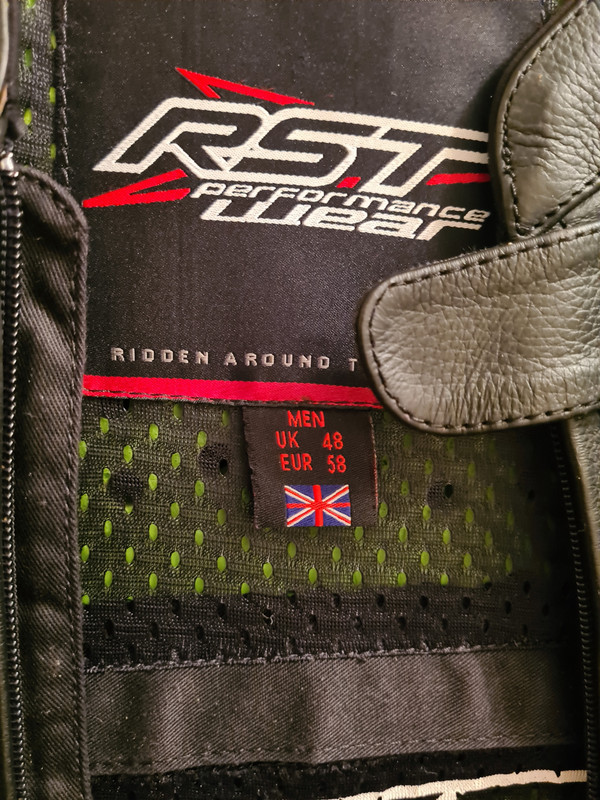 RST
performance
wear
RIDDEN AROUND T
MEN
UK 48
EUR 58